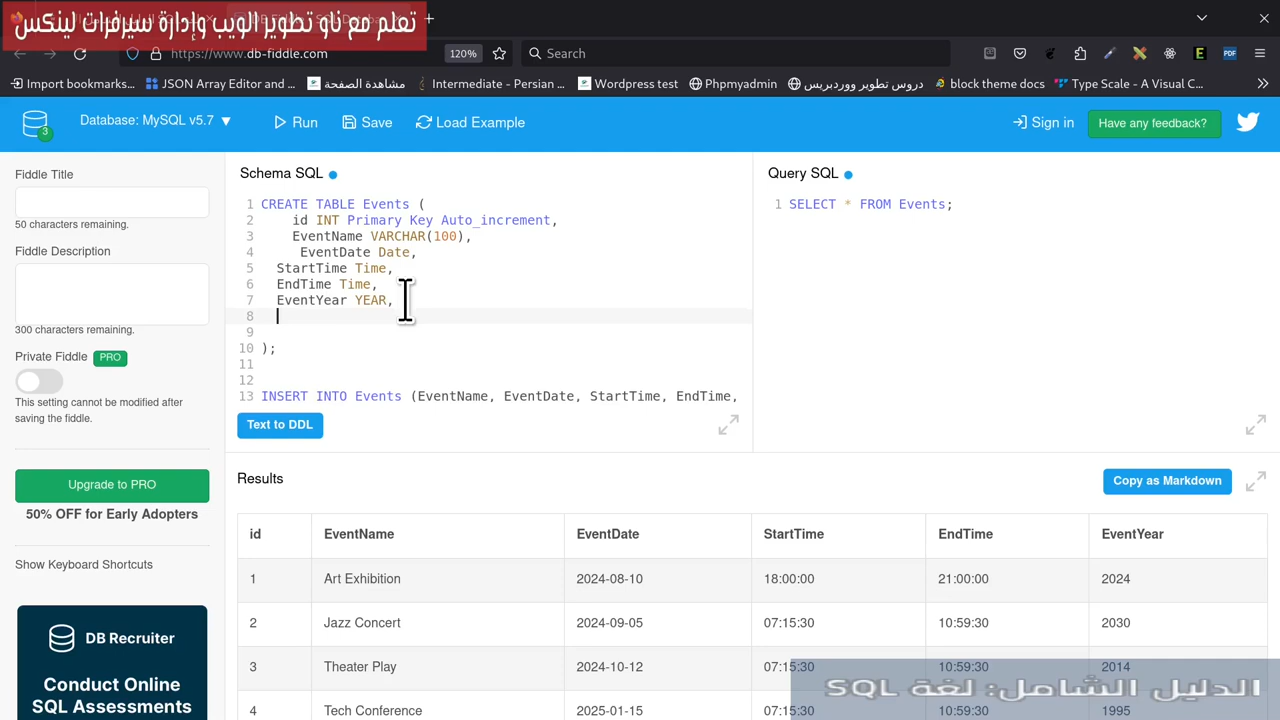 تعلم مع ناو تطوير الويب وإدارة سيرفرات لينكس
https://www.db-fiddle.com
120%
Search
Import bookmarks...
JSON Array Editor and ...
مشاهدة الصفحة
Intermediate - Persian ...
Wordpress test
Phpmyadmin
دروس تطوير ووردبريس
block theme docs
Type Scale - A Visual C...
3
Database: MySQL v5.7 ▼
Run
Save
Load Example
Sign in
Have any feedback?
Fiddle Title
50 characters remaining.
Fiddle Description
300 characters remaining.
Private Fiddle PRO
This setting cannot be modified after
saving the fiddle.
Upgrade to PRO
50% OFF for Early Adopters
Show Keyboard Shortcuts
DB Recruiter
Conduct Online
SQL Assessments
Schema SQL
1 CREATE TABLE Events (
2 id INT Primary Key Auto_increment,
3 EventName VARCHAR(100),
4 EventDate Date,
5 StartTime Time,
6 EndTime Time,
7 EventYear YEAR,
8
9
10 );
11
12
13 INSERT INTO Events (EventName, EventDate, StartTime, EndTime,
Text to DDL
Query SQL
1 SELECT * FROM Events;
Results
Copy as Markdown
id EventName EventDate StartTime EndTime EventYear
1 Art Exhibition 2024-08-10 18:00:00 21:00:00 2024
2 Jazz Concert 2024-09-05 07:15:30 10:59:30 2030
3 Theater Play 2024-10-12 07:15:30 10:59:30 2014
4 Tech Conference 2025-01-15 07:15:30 10:59:30 1995
الدليل الشامل: لغة SQL